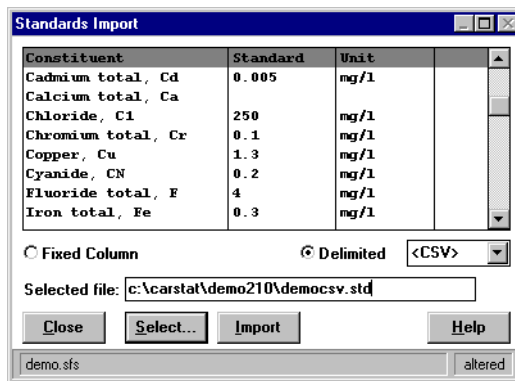 Standards Import
Constituent Standard Unit
Cadmium total, Cd 0.005 mg/l
Calcium total, Ca
Chloride, Cl 250 mg/l
Chromium total, Cr 0.1 mg/l
Copper, Cu 1.3 mg/l
Cyanide, CN 0.2 mg/l
Fluoride total, F 4 mg/l
Iron total, Fe 0.3 mg/l
Fixed Column Delimited <CSV>
Selected file: c:\carstat\demo210\democsv.std
Close Select... Import Help
demo.sfs altered